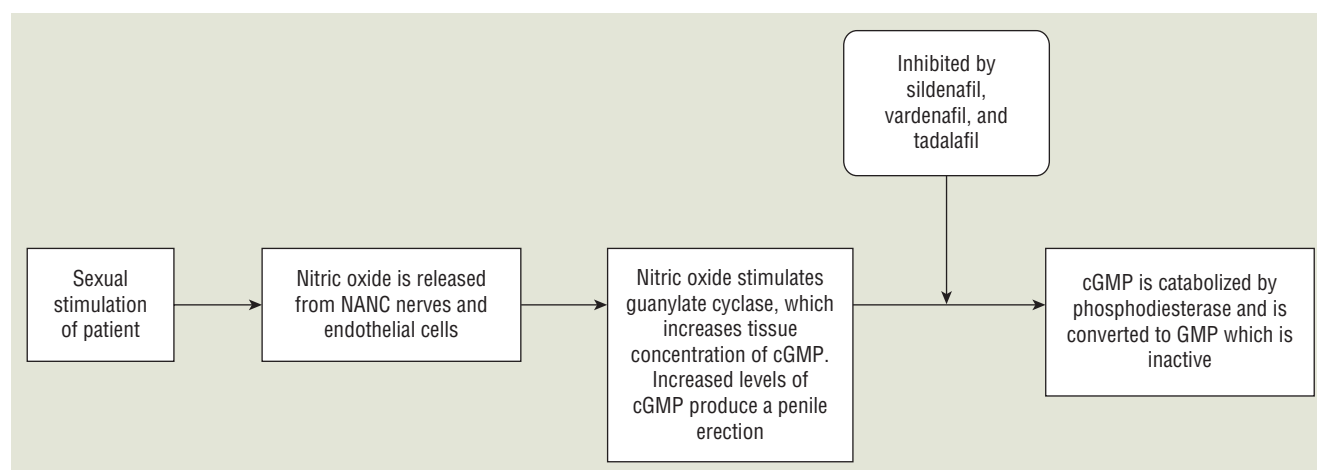 Inhibited by
sildenafil,
vardenafil, and
tadalafil
Sexual
stimulation
of patient
Nitric oxide is released
from NANC nerves and
endothelial cells
Nitric oxide stimulates
guanylate cyclase, which
increases tissue
concentration of cGMP.
Increased levels of
cGMP produce a penile
erection
cGMP is catabolized by
phosphodiesterase and is
converted to GMP which is
inactive